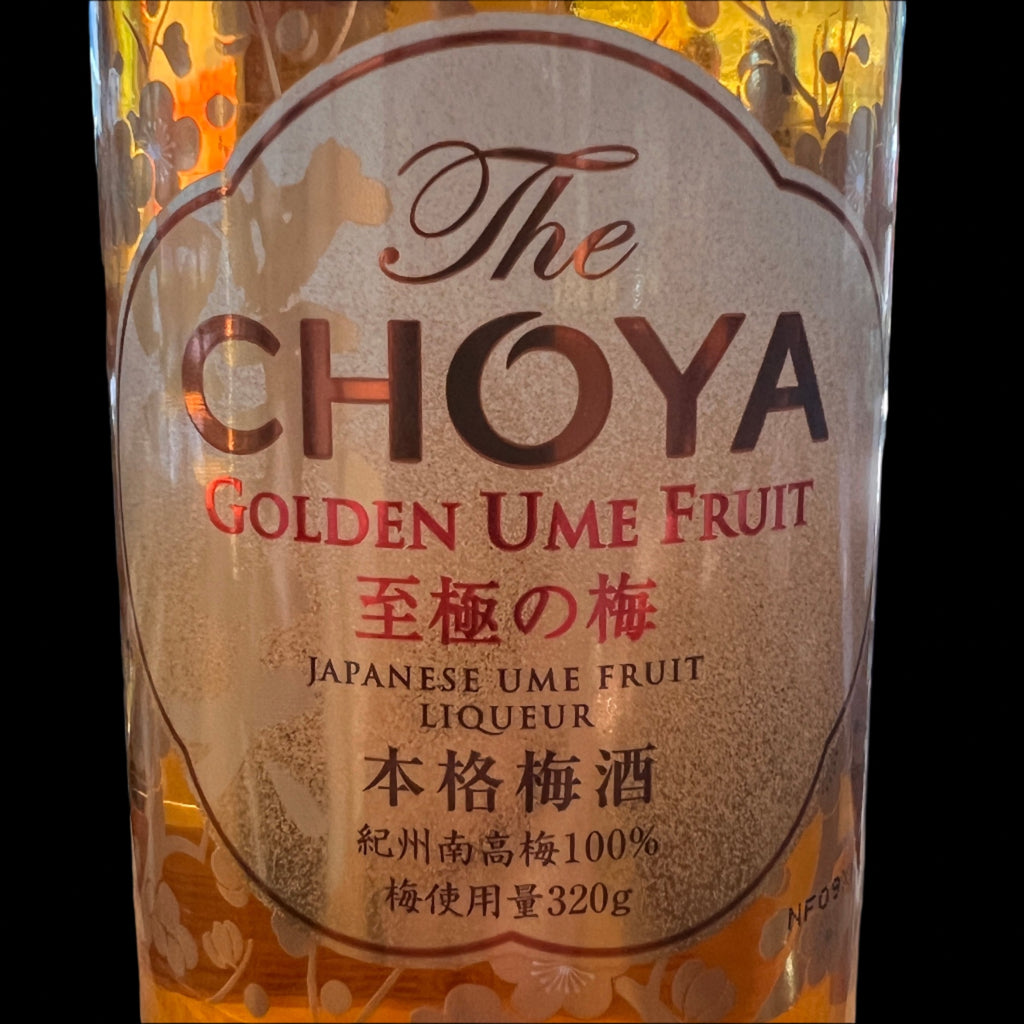 The
CHOYA
GOLDEN UME FRUIT
至極の梅
JAPANESE UME FRUIT
LIQUEUR
本格梅酒
紀州南高梅100%
梅使用量320g
NF09